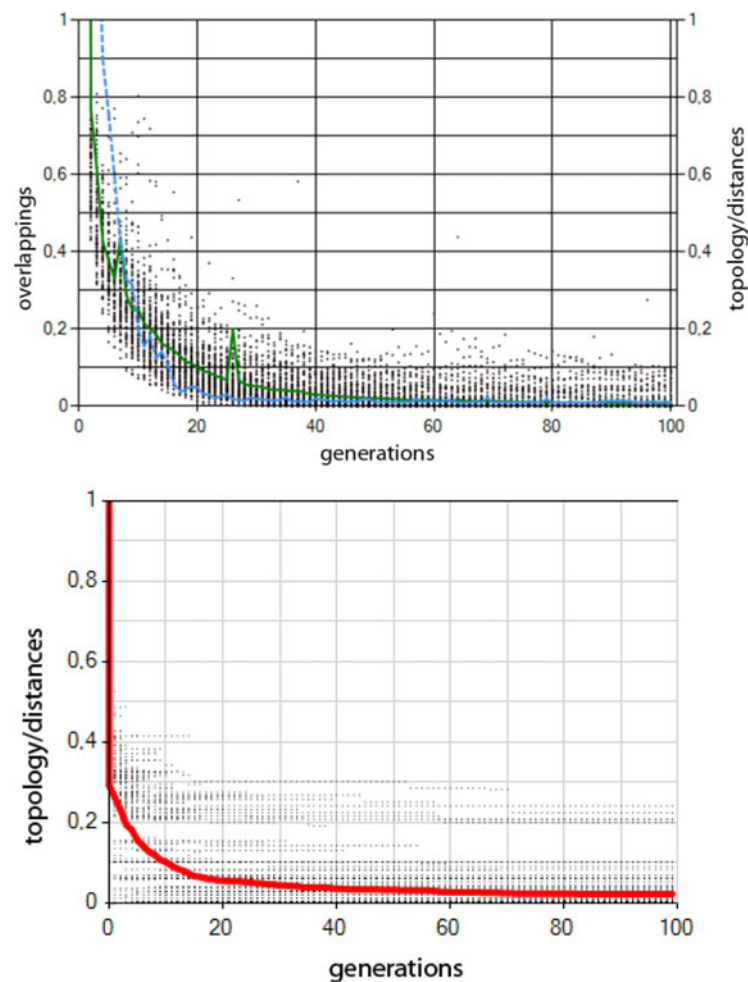 1 1
0,8 0,8
0,6 0,6
0,4 0,4
0,2 0,2
0 0
overlappings
topology/distances
0 20 40 60 80 100
generations
1
0,8
0,6
0,4
0,2
0
topology/distances
0 20 40 60 80 100
generations